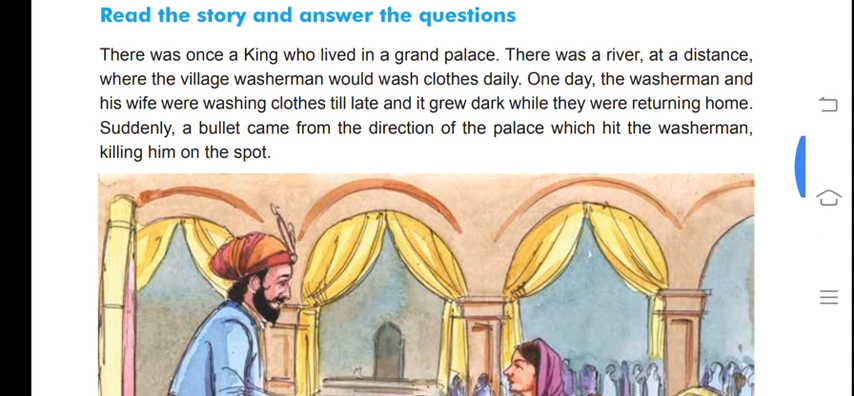 Read the story and answer the questions
There was once a King who lived in a grand palace. There was a river, at a distance,
where the village washerman would wash clothes daily. One day, the washerman and
his wife were washing clothes till late and it grew dark while they were returning home.
Suddenly, a bullet came from the direction of the palace which hit the washerman,
killing him on the spot.